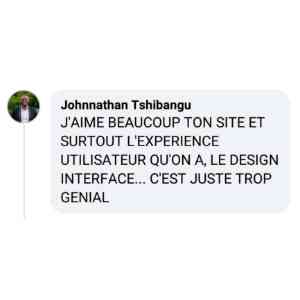 Johnnathan Tshibangu
J'AIME BEAUCOUP TON SITE ET
SURTOUT L'EXPERIENCE
UTILISATEUR QU'ON A, LE DESIGN
INTERFACE... C'EST JUSTE TROP
GENIAL